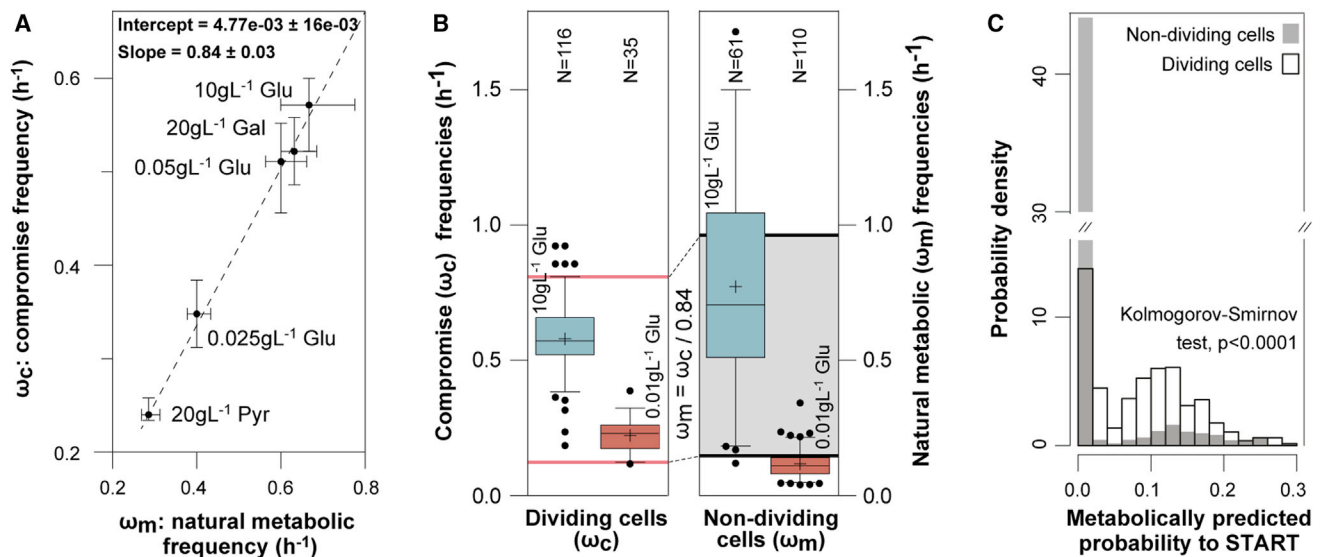 A
Intercept = 4.77e-03 ± 16e-03
Slope = 0.84 ± 0.03
ωc: compromise frequency (h-1)
0.6
0.4
0.2
10gL-1 Glu
20gL-1 Gal
0.05gL-1 Glu
0.025gL-1 Glu
20gL-1 Pyr
0.2 0.4 0.6 0.8
ωm: natural metabolic
frequency (h-1)
B
Compromise (ωc) frequencies (h-1)
1.5
1.0
0.5
0.0
N=116
N=35
10gL-1 Glu
0.01gL-1 Glu
ωm = ωc / 0.84
N=61
N=110
10gL-1 Glu
0.01gL-1 Glu
1.5
1.0
0.5
0.0
Natural metabolic (ωm) frequencies (h-1)
Dividing cells
(ωc)
Non-dividing
cells (ωm)
C
Probability density
40
30
10
0
Non-dividing cells
Dividing cells
Kolmogorov-Smirnov
test, p<0.0001
0.0 0.1 0.2 0.3
Metabolically predicted
probability to START